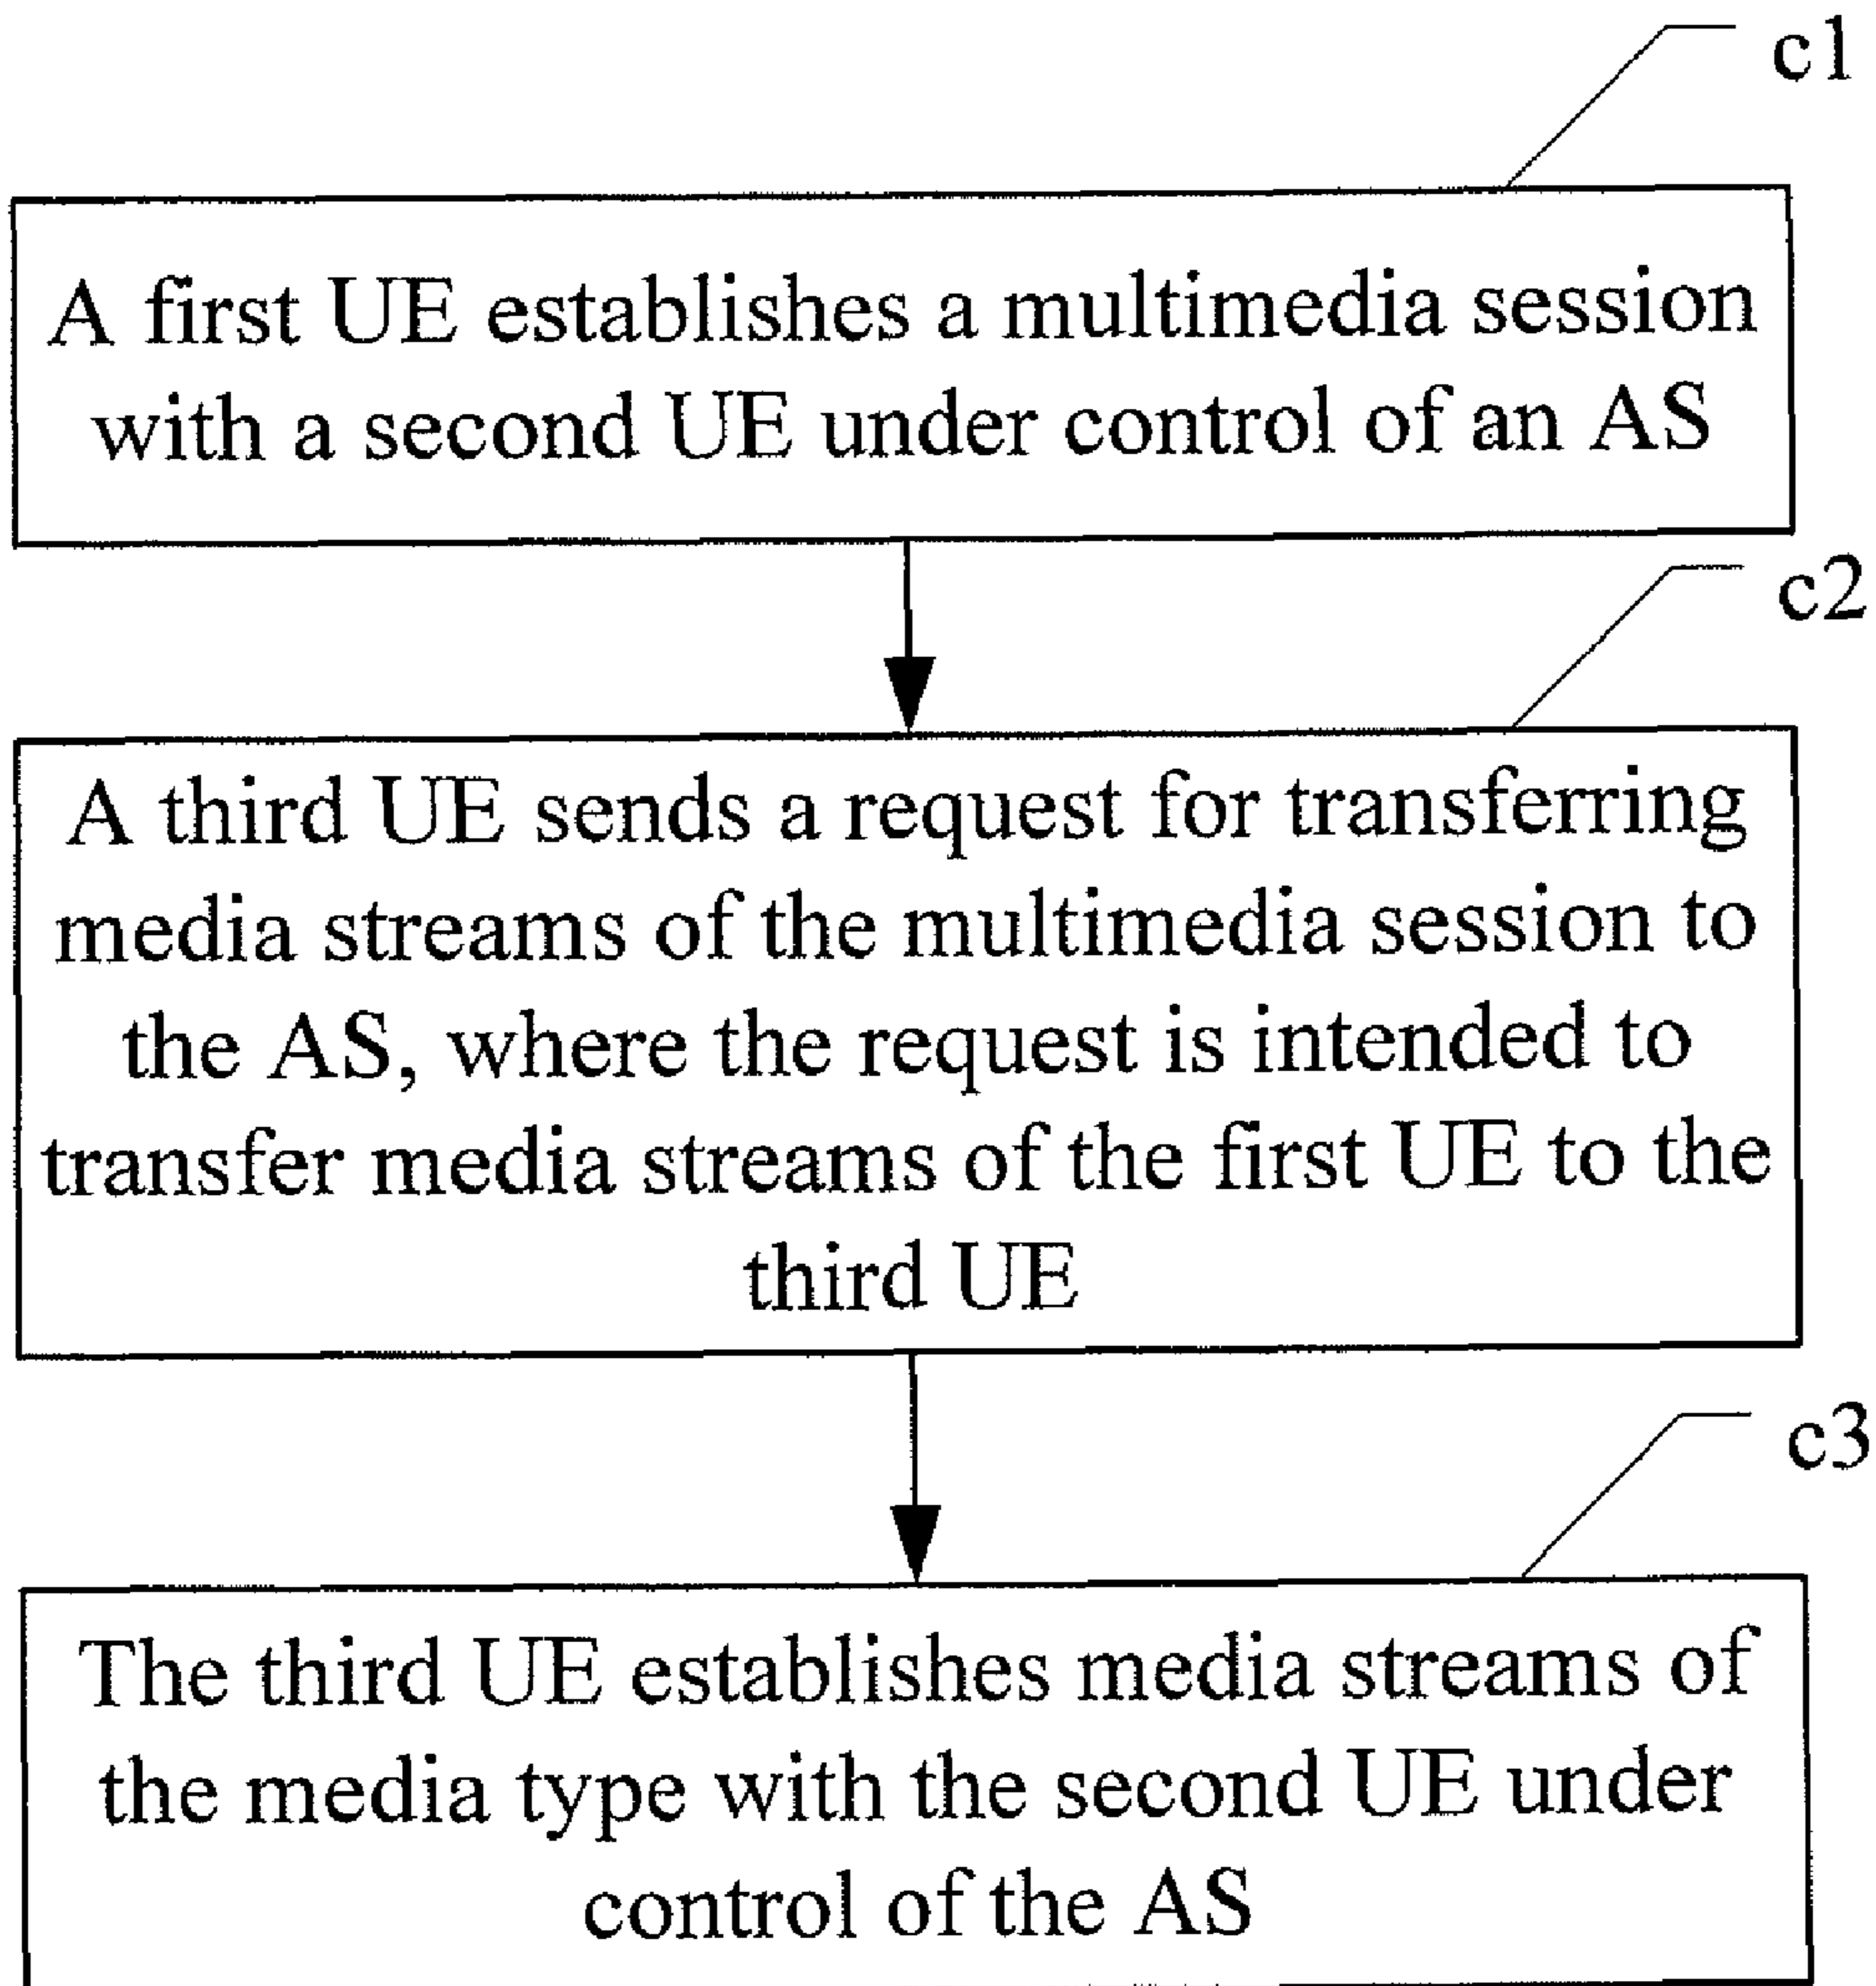 c1
A first UE establishes a multimedia session
with a second UE under control of an AS
c2
A third UE sends a request for transferring
media streams of the multimedia session to
the AS, where the request is intended to
transfer media streams of the first UE to the
third UE
c3
The third UE establishes media streams of
the media type with the second UE under
control of the AS